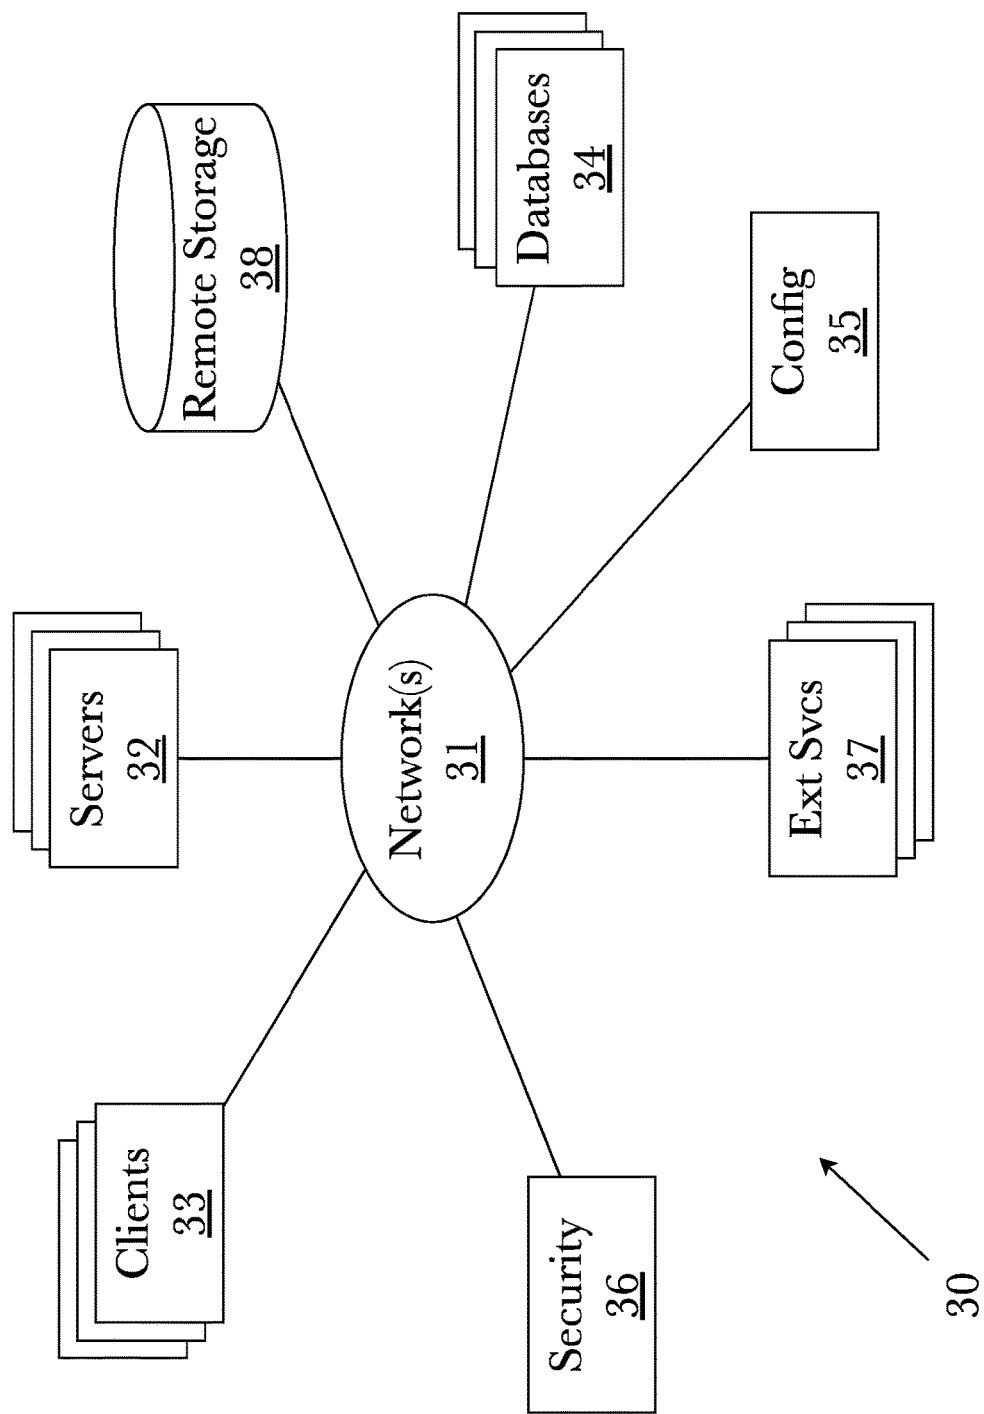 Clients
33
Servers
32
Remote Storage
38
Network(s)
31
Databases
34
Security
36
Ext Svcs
37
Config
35
30